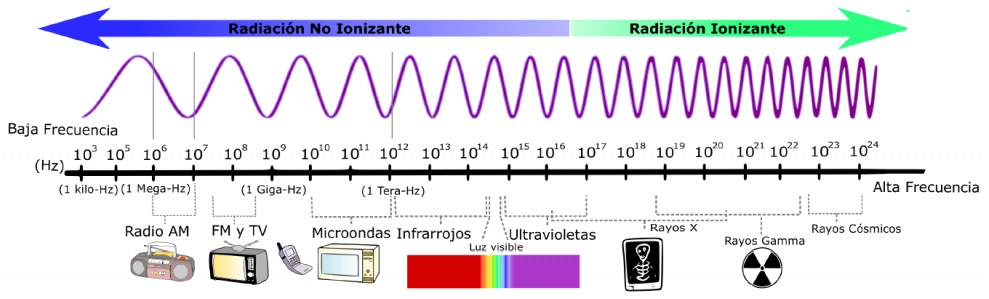 Radiación No Ionizante
Radiación Ionizante
Baja Frecuencia
(Hz)
10³ 10⁵ 10⁶ 10⁷ 10⁸ 10⁹ 10¹⁰ 10¹¹ 10¹² 10¹³ 10¹⁴ 10¹⁵ 10¹⁶ 10¹⁷ 10¹⁸ 10¹⁹ 10²⁰ 10²¹ 10²² 10²³ 10²⁴
(1 kilo-Hz) (1 Mega-Hz) (1 Giga-Hz) (1 Tera-Hz)
Alta Frecuencia
Radio AM
FM y TV
Microondas
Infrarrojos
Luz visible
Ultravioletas
Rayos X
Rayos Gamma
Rayos Cósmicos